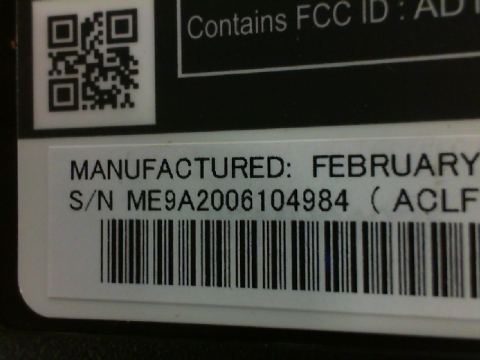 Contains FCC ID : AD
MANUFACTURED: FEBRUARY
S/N ME9A2006104984 ( ACLF